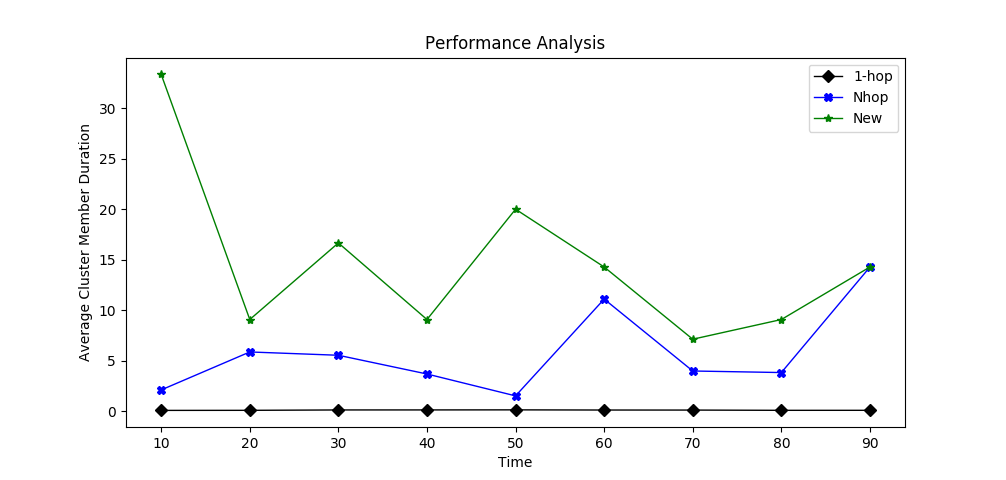 Performance Analysis
1-hop
Nhop
New
Average Cluster Member Duration
30
25
20
15
10
5
0
10 20 30 40 50 60 70 80 90
Time